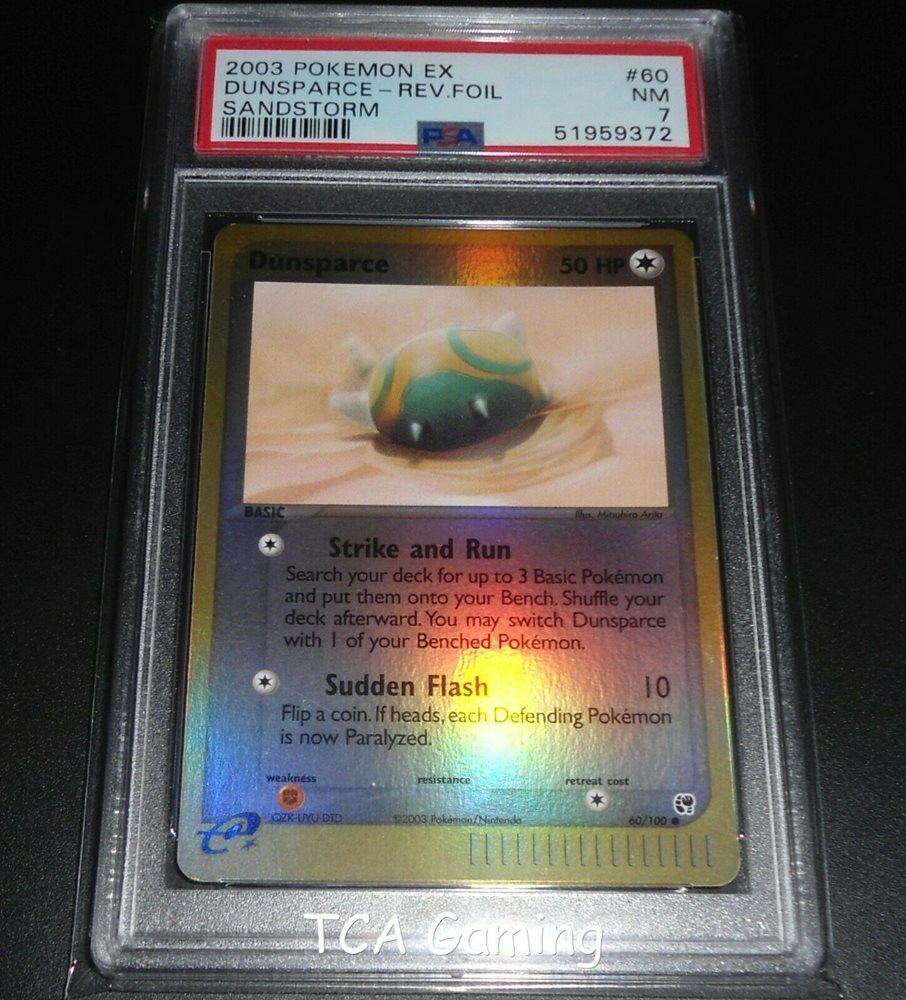 2003 POKEMON EX #60
DUNSPARCE - REV.FOIL NM
SANDSTORM 7
PSA 51959372
Dunsparce 50 HP
BASIC Illus. Mitsuhiro Arita
Strike and Run
Search your deck for up to 3 Basic Pokémon
and put them onto your Bench. Shuffle your
deck afterward. You may switch Dunsparce
with 1 of your Benched Pokémon.
Sudden Flash 10
Flip a coin. If heads, each Defending Pokémon
is now Paralyzed.
weakness resistance retreat cost
QZK-UYU-DTD ©2003 Pokémon/Nintendo 60/100
e
TCA Gaming